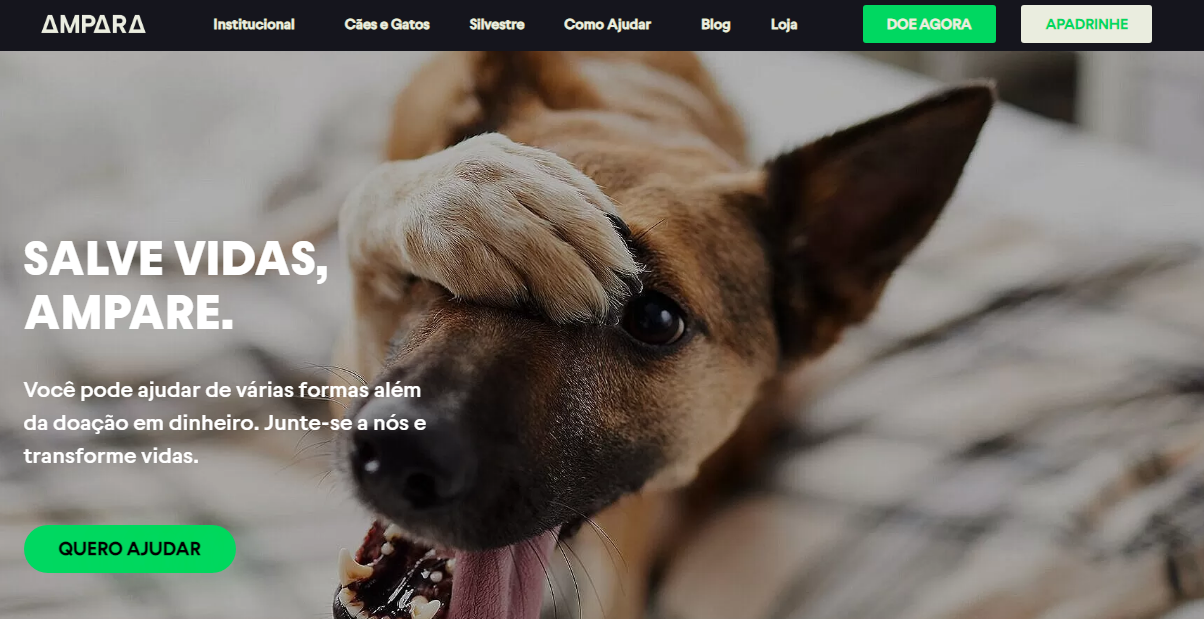 AMPARA
Institucional
Cães e Gatos
Silvestre
Como Ajudar
Blog
Loja
DOE AGORA
APADRINHE
SALVE VIDAS,
AMPARE.
Você pode ajudar de várias formas além
da doação em dinheiro. Junte-se a nós e
transforme vidas.
QUERO AJUDAR